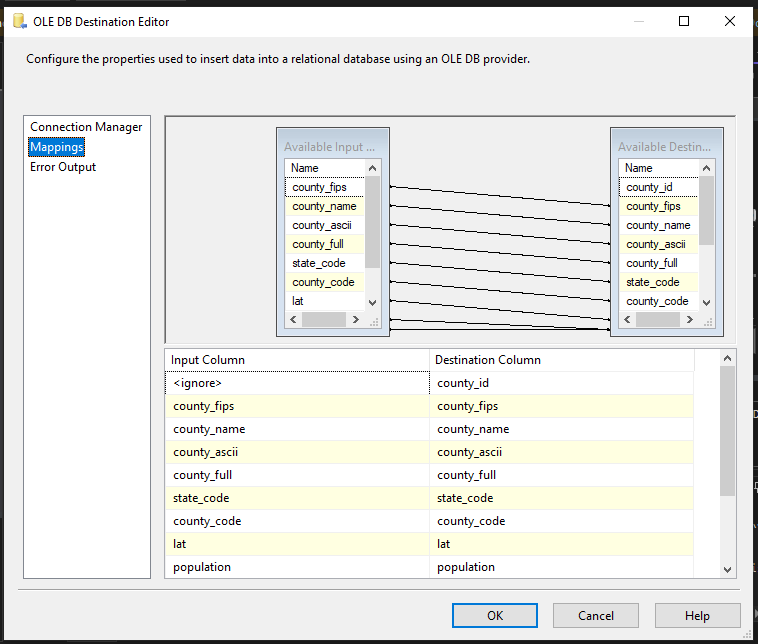 OLE DB Destination Editor
Configure the properties used to insert data into a relational database using an OLE DB provider.
Connection Manager
Mappings
Error Output
Available Input ...
Name
county_fips
county_name
county_ascii
county_full
state_code
county_code
lat
Available Destin...
Name
county_id
county_fips
county_name
county_ascii
county_full
state_code
county_code
Input Column Destination Column
<ignore> county_id
county_fips county_fips
county_name county_name
county_ascii county_ascii
county_full county_full
state_code state_code
county_code county_code
lat lat
population population
OK Cancel Help